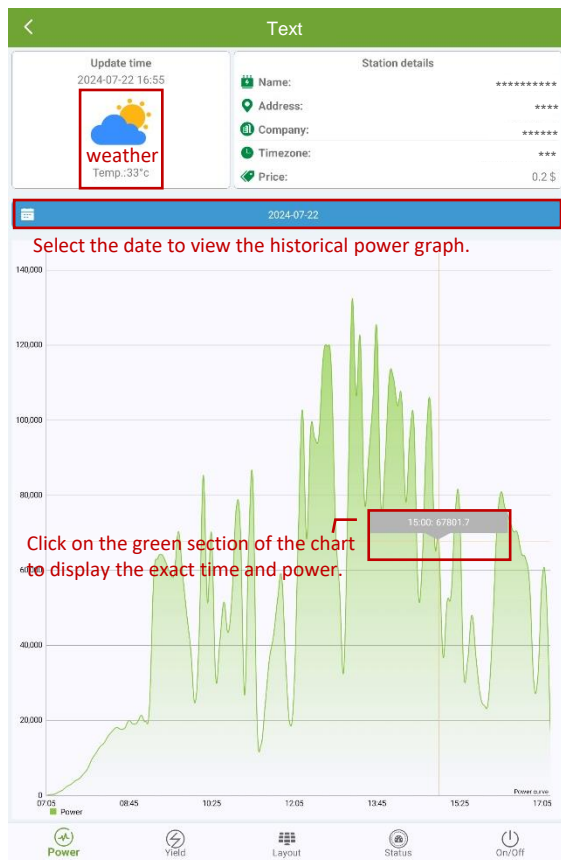 Text
Update time
2024-07-22 16:55
weather
Temp.:33°c
Station details
Name: **********
Address: ****
Company: ******
Timezone: ***
Price: 0.2 $
2024-07-22
Select the date to view the historical power graph.
140,000
120,000
100,000
80,000
15:00: 67801.7
Click on the green section of the chart
to display the exact time and power.
60,000
40,000
20,000
0
Power curve
07:05 08:45 10:25 12:05 13:45 15:25 17:05
Power
Power Yield Layout Status On/Off